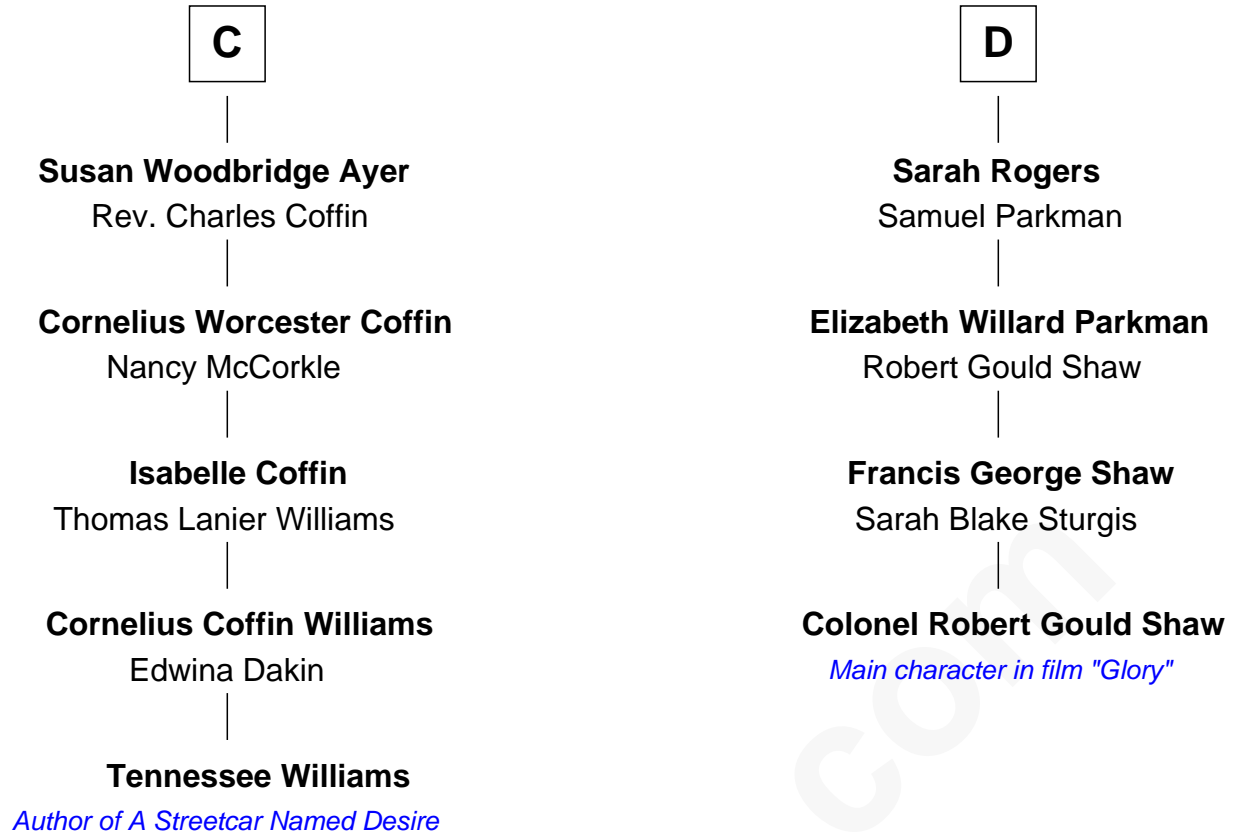 C
Susan Woodbridge Ayer
Rev. Charles Coffin
Cornelius Worcester Coffin
Nancy McCorkle
Isabelle Coffin
Thomas Lanier Williams
Cornelius Coffin Williams
Edwina Dakin
Tennessee Williams
Author of A Streetcar Named Desire
D
Sarah Rogers
Samuel Parkman
Elizabeth Willard Parkman
Robert Gould Shaw
Francis George Shaw
Sarah Blake Sturgis
Colonel Robert Gould Shaw
Main character in film "Glory"
com